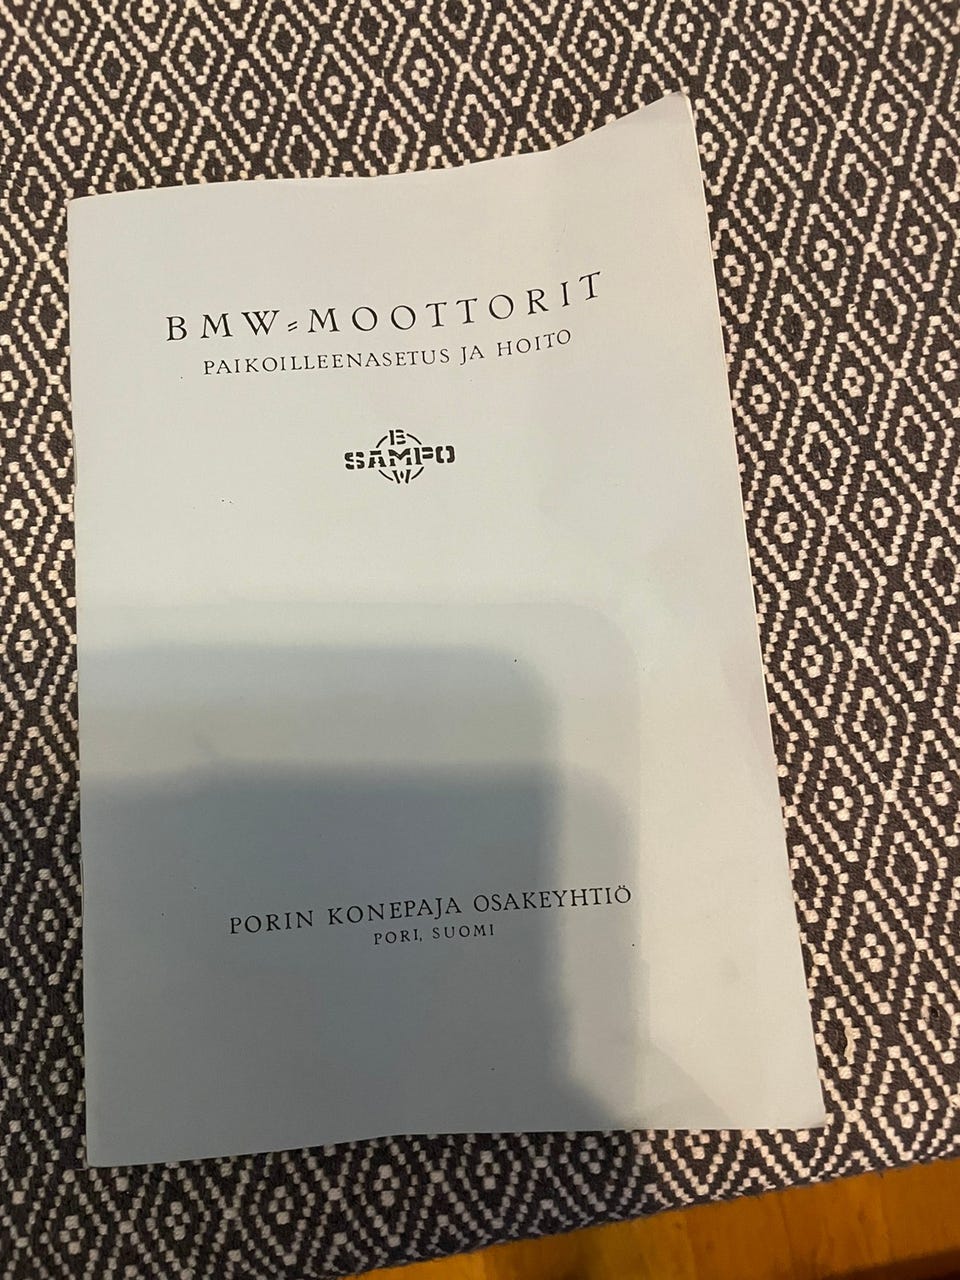 BMW=MOOTTORIT
PAIKOILLEENASETUS JA HOITO
B
SAMPO
W
PORIN KONEPAJA OSAKEYHTIÖ
PORI, SUOMI